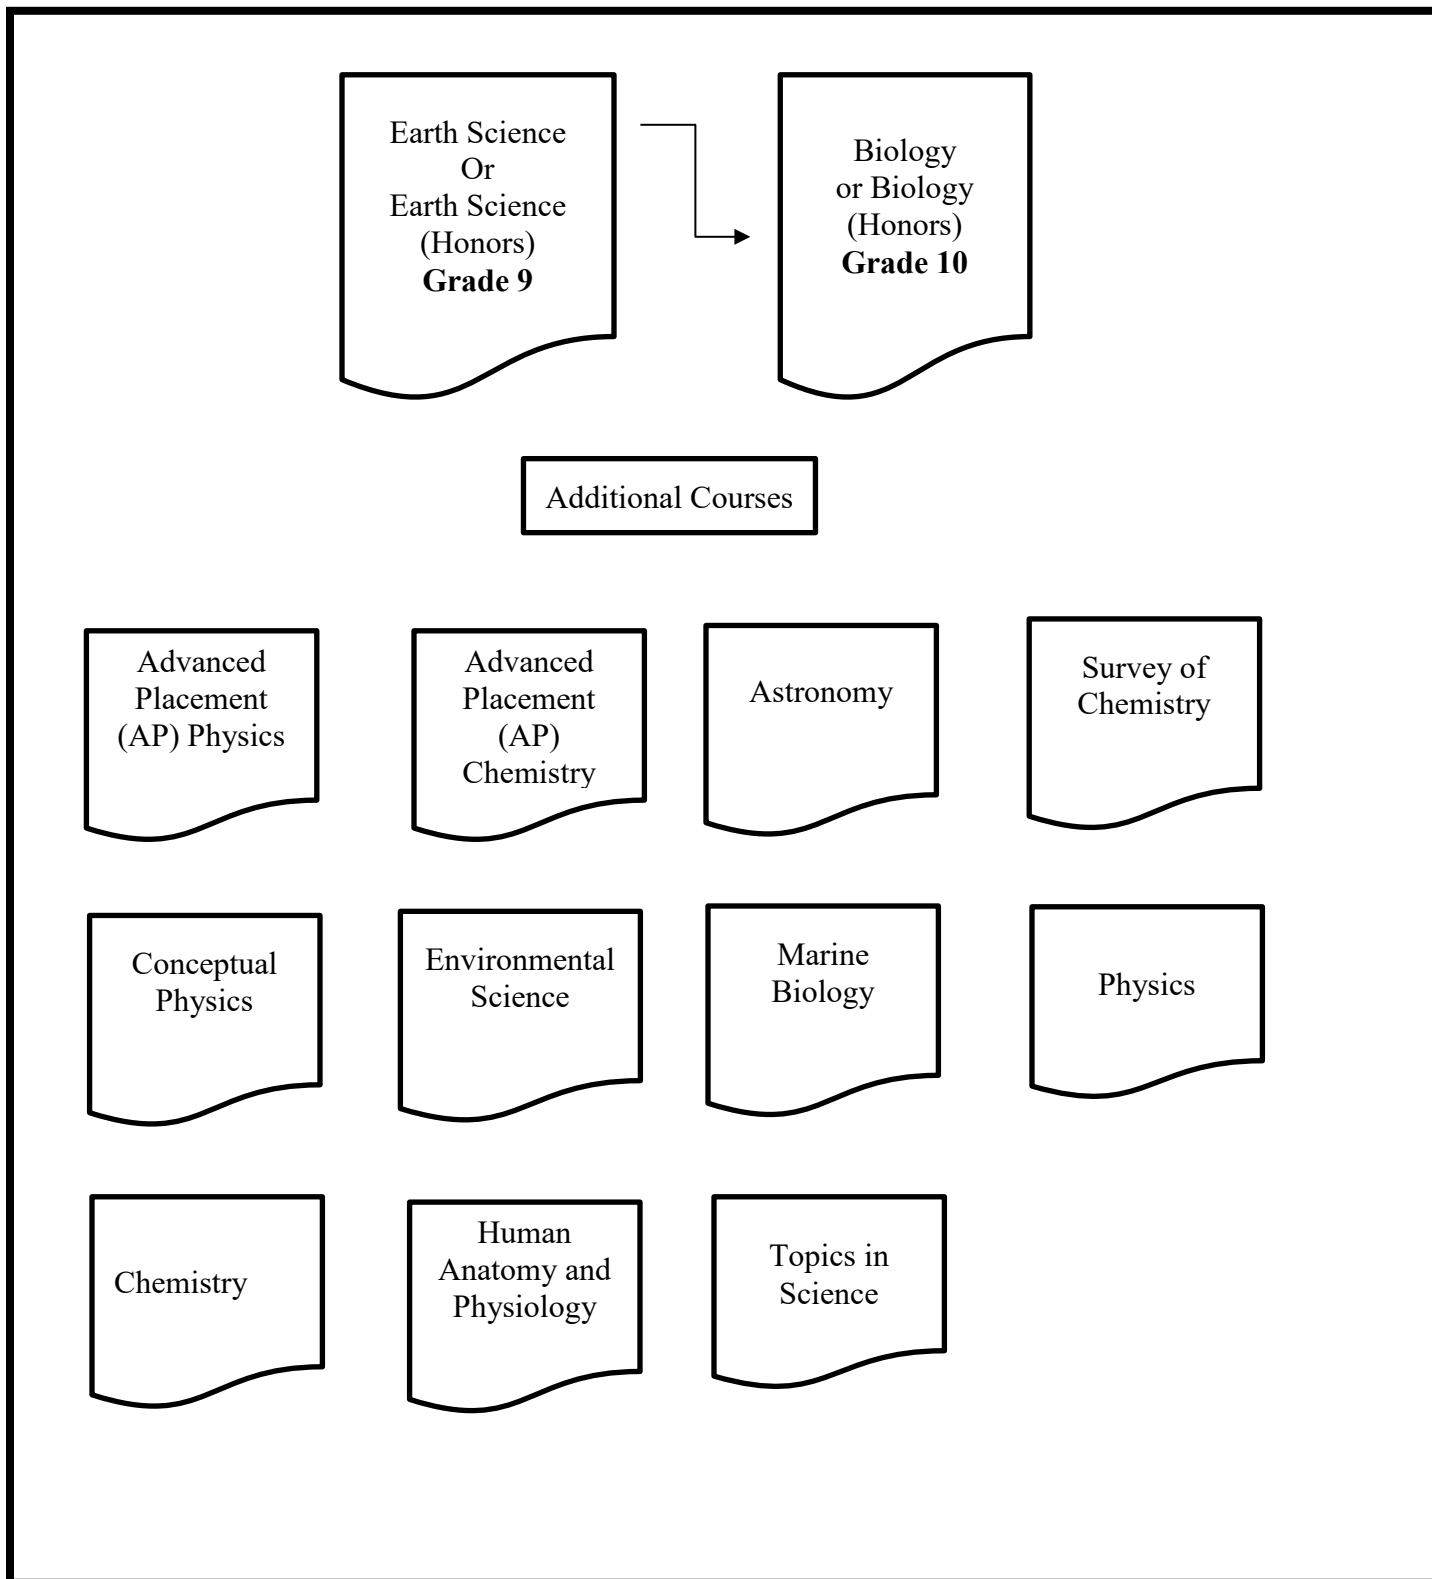 Earth Science
Or
Earth Science
(Honors)
Grade 9
Biology
or Biology
(Honors)
Grade 10
Additional Courses
Advanced
Placement
(AP) Physics
Advanced
Placement
(AP)
Chemistry
Astronomy
Survey of
Chemistry
Conceptual
Physics
Environmental
Science
Marine
Biology
Physics
Chemistry
Human
Anatomy and
Physiology
Topics in
Science